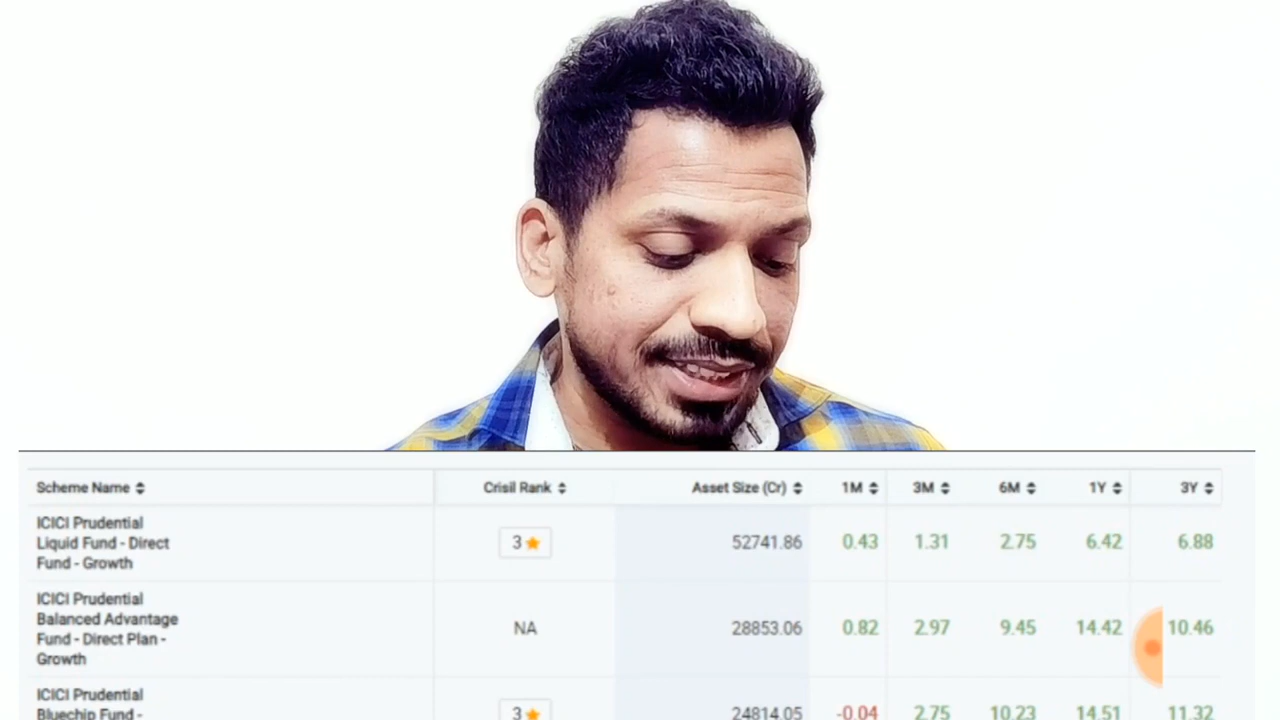 Scheme Name Crisil Rank Asset Size (Cr) 1M 3M 6M 1Y 3Y
ICICI Prudential
Liquid Fund - Direct
Fund - Growth
3 52741.86 0.43 1.31 2.75 6.42 6.88
ICICI Prudential
Balanced Advantage
Fund - Direct Plan -
Growth
NA 28853.06 0.82 2.97 9.45 14.42 10.46
ICICI Prudential
Bluechip Fund -
3 24814.05 -0.04 2.75 10.23 14.51 11.32